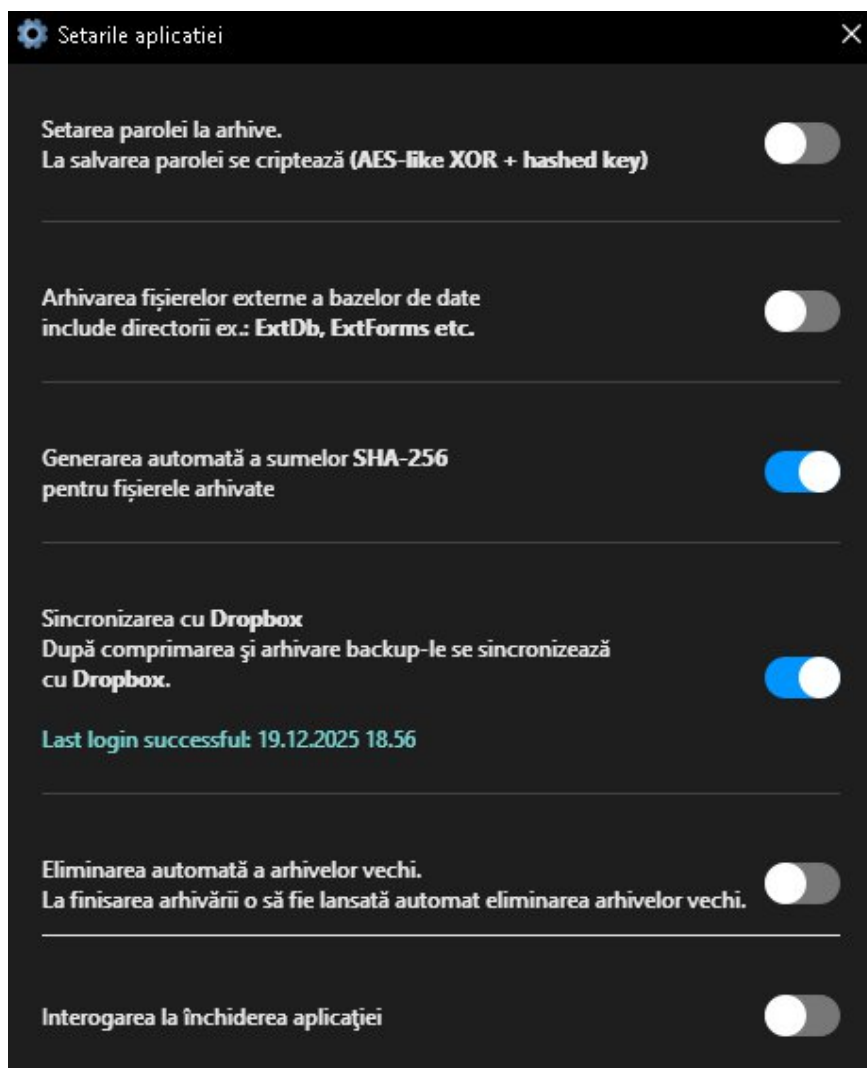 Setarile aplicatiei
Setarea parolei la arhive.
La salvarea parolei se criptează (AES-like XOR + hashed key)
Arhivarea fișierelor externe a bazelor de date
include directorii ex.: ExtDb, ExtForms etc.
Generarea automată a sumelor SHA-256
pentru fișierele arhivate
Sincronizarea cu Dropbox
După comprimarea şi arhivare backup-le se sincronizează
cu Dropbox.
Last login successful: 19.12.2025 18.56
Eliminarea automată a arhivelor vechi.
La finisarea arhivării o să fie lansată automat eliminarea arhivelor vechi.
Interogarea la închiderea aplicaţiei